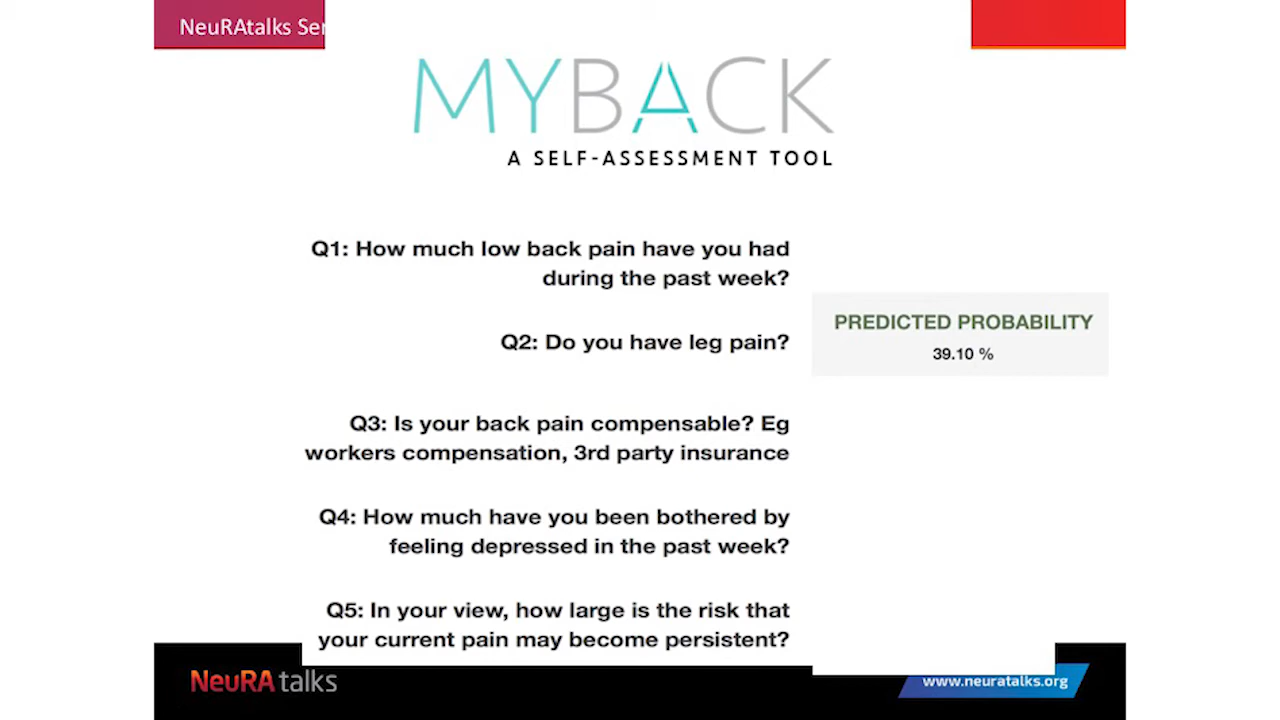 NeuRAtalks Ser
MYBACK
A SELF-ASSESSMENT TOOL
Q1: How much low back pain have you had
during the past week?
Q2: Do you have leg pain?
PREDICTED PROBABILITY
39.10 %
Q3: Is your back pain compensable? Eg
workers compensation, 3rd party insurance
Q4: How much have you been bothered by
feeling depressed in the past week?
Q5: In your view, how large is the risk that
your current pain may become persistent?
NeuRA talks
www.neuratalks.org